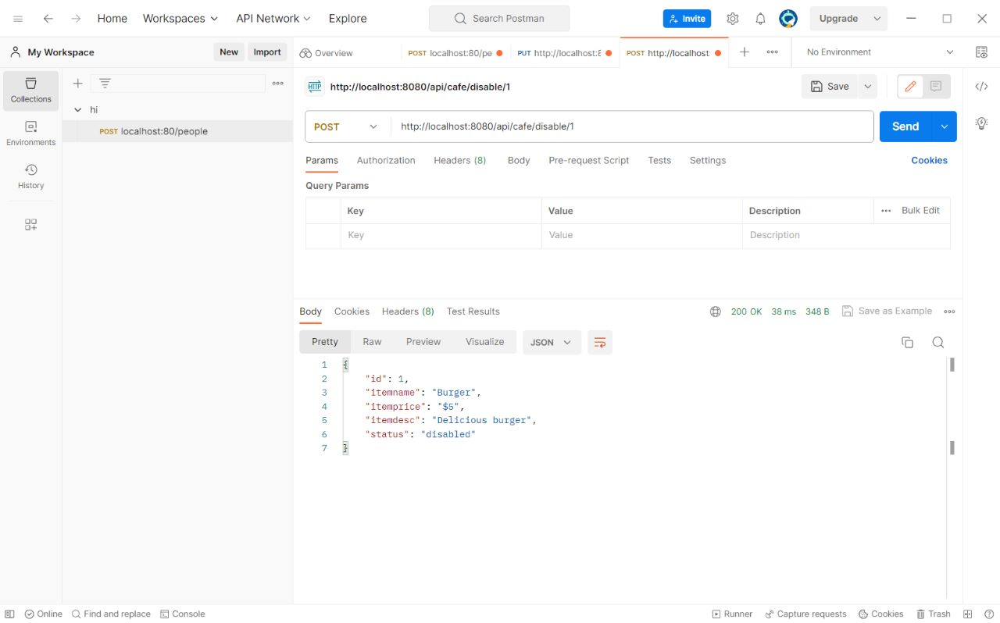 Home Workspaces API Network Explore Search Postman Invite Upgrade
My Workspace New Import Overview POST localhost:80/pe PUT http://localhost:8 POST http://localhost: No Environment
Collections
Environments
History
hi
POST localhost:80/people
HTTP http://localhost:8080/api/cafe/disable/1 Save
POST http://localhost:8080/api/cafe/disable/1 Send
Params Authorization Headers (8) Body Pre-request Script Tests Settings Cookies
Query Params
Key Value Description Bulk Edit
Key Value Description
Body Cookies Headers (8) Test Results 200 OK 38 ms 348 B Save as Example
Pretty Raw Preview Visualize JSON
1 {
2 "id": 1,
3 "itemname": "Burger",
4 "itemprice": "$5",
5 "itemdesc": "Delicious burger",
6 "status": "disabled"
7 }
Online Find and replace Console Runner Capture requests Cookies Trash